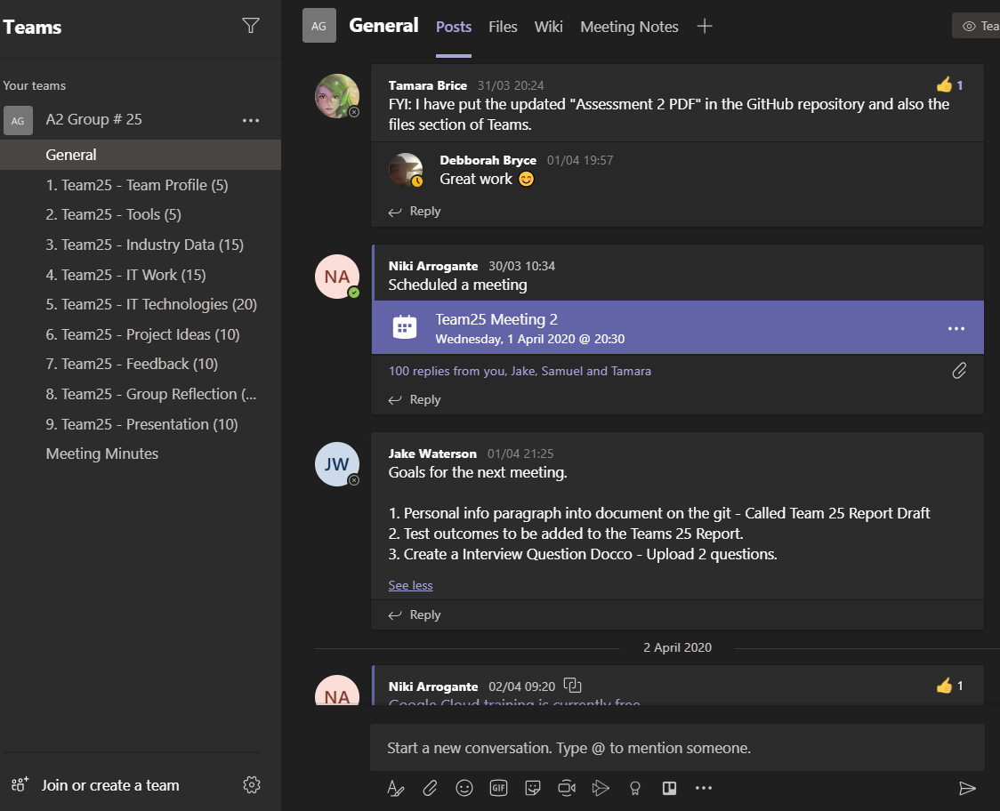 Teams
Your teams
AG
A2 Group # 25
General
1. Team25 - Team Profile (5)
2. Team25 - Tools (5)
3. Team25 - Industry Data (15)
4. Team25 - IT Work (15)
5. Team25 - IT Technologies (20)
6. Team25 - Project Ideas (10)
7. Team25 - Feedback (10)
8. Team25 - Group Reflection (...
9. Team25 - Presentation (10)
Meeting Minutes
Join or create a team
AG General Posts Files Wiki Meeting Notes
Tea
Tamara Brice 31/03 20:24
👍 1
FYI: I have put the updated "Assessment 2 PDF" in the GitHub repository and also the
files section of Teams.
Debborah Bryce 01/04 19:57
Great work 😊
Reply
NA
Niki Arrogante 30/03 10:34
Scheduled a meeting
Team25 Meeting 2
Wednesday, 1 April 2020 @ 20:30
100 replies from you, Jake, Samuel and Tamara
Reply
JW
Jake Waterson 01/04 21:25
Goals for the next meeting.
1. Personal info paragraph into document on the git - Called Team 25 Report Draft
2. Test outcomes to be added to the Teams 25 Report.
3. Create a Interview Question Docco - Upload 2 questions.
See less
Reply
2 April 2020
NA
Niki Arrogante 02/04 09:20
👍 1
Google Cloud training is currently free
Start a new conversation. Type @ to mention someone.
GIF